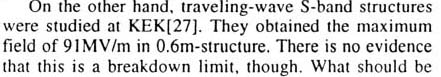 On the other hand, traveling-wave S-band structures
were studied at KEK[27]. They obtained the maximum
field of 91MV/m in 0.6m-structure. There is no evidence
that this is a breakdown limit, though. What should be